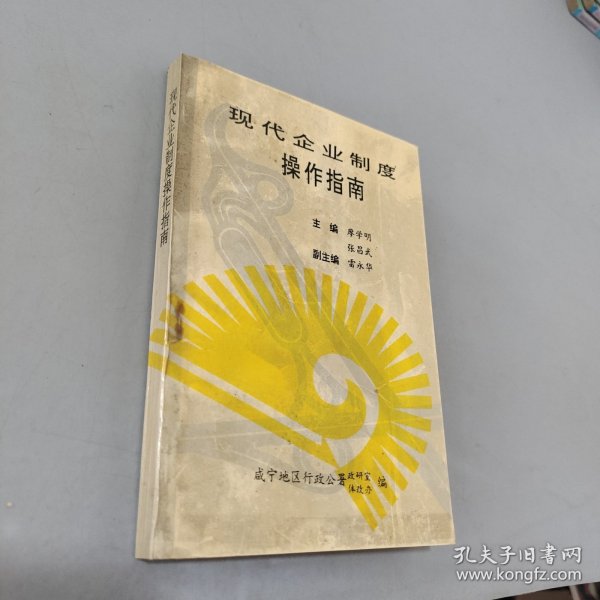 现代企业制度操作指南
现代企业制度
操作指南
主编 廖学明
张昌武
副主编 雷永华
咸宁地区行政公署政研室 编
体改办
孔夫子旧书网
www.kongfz.com